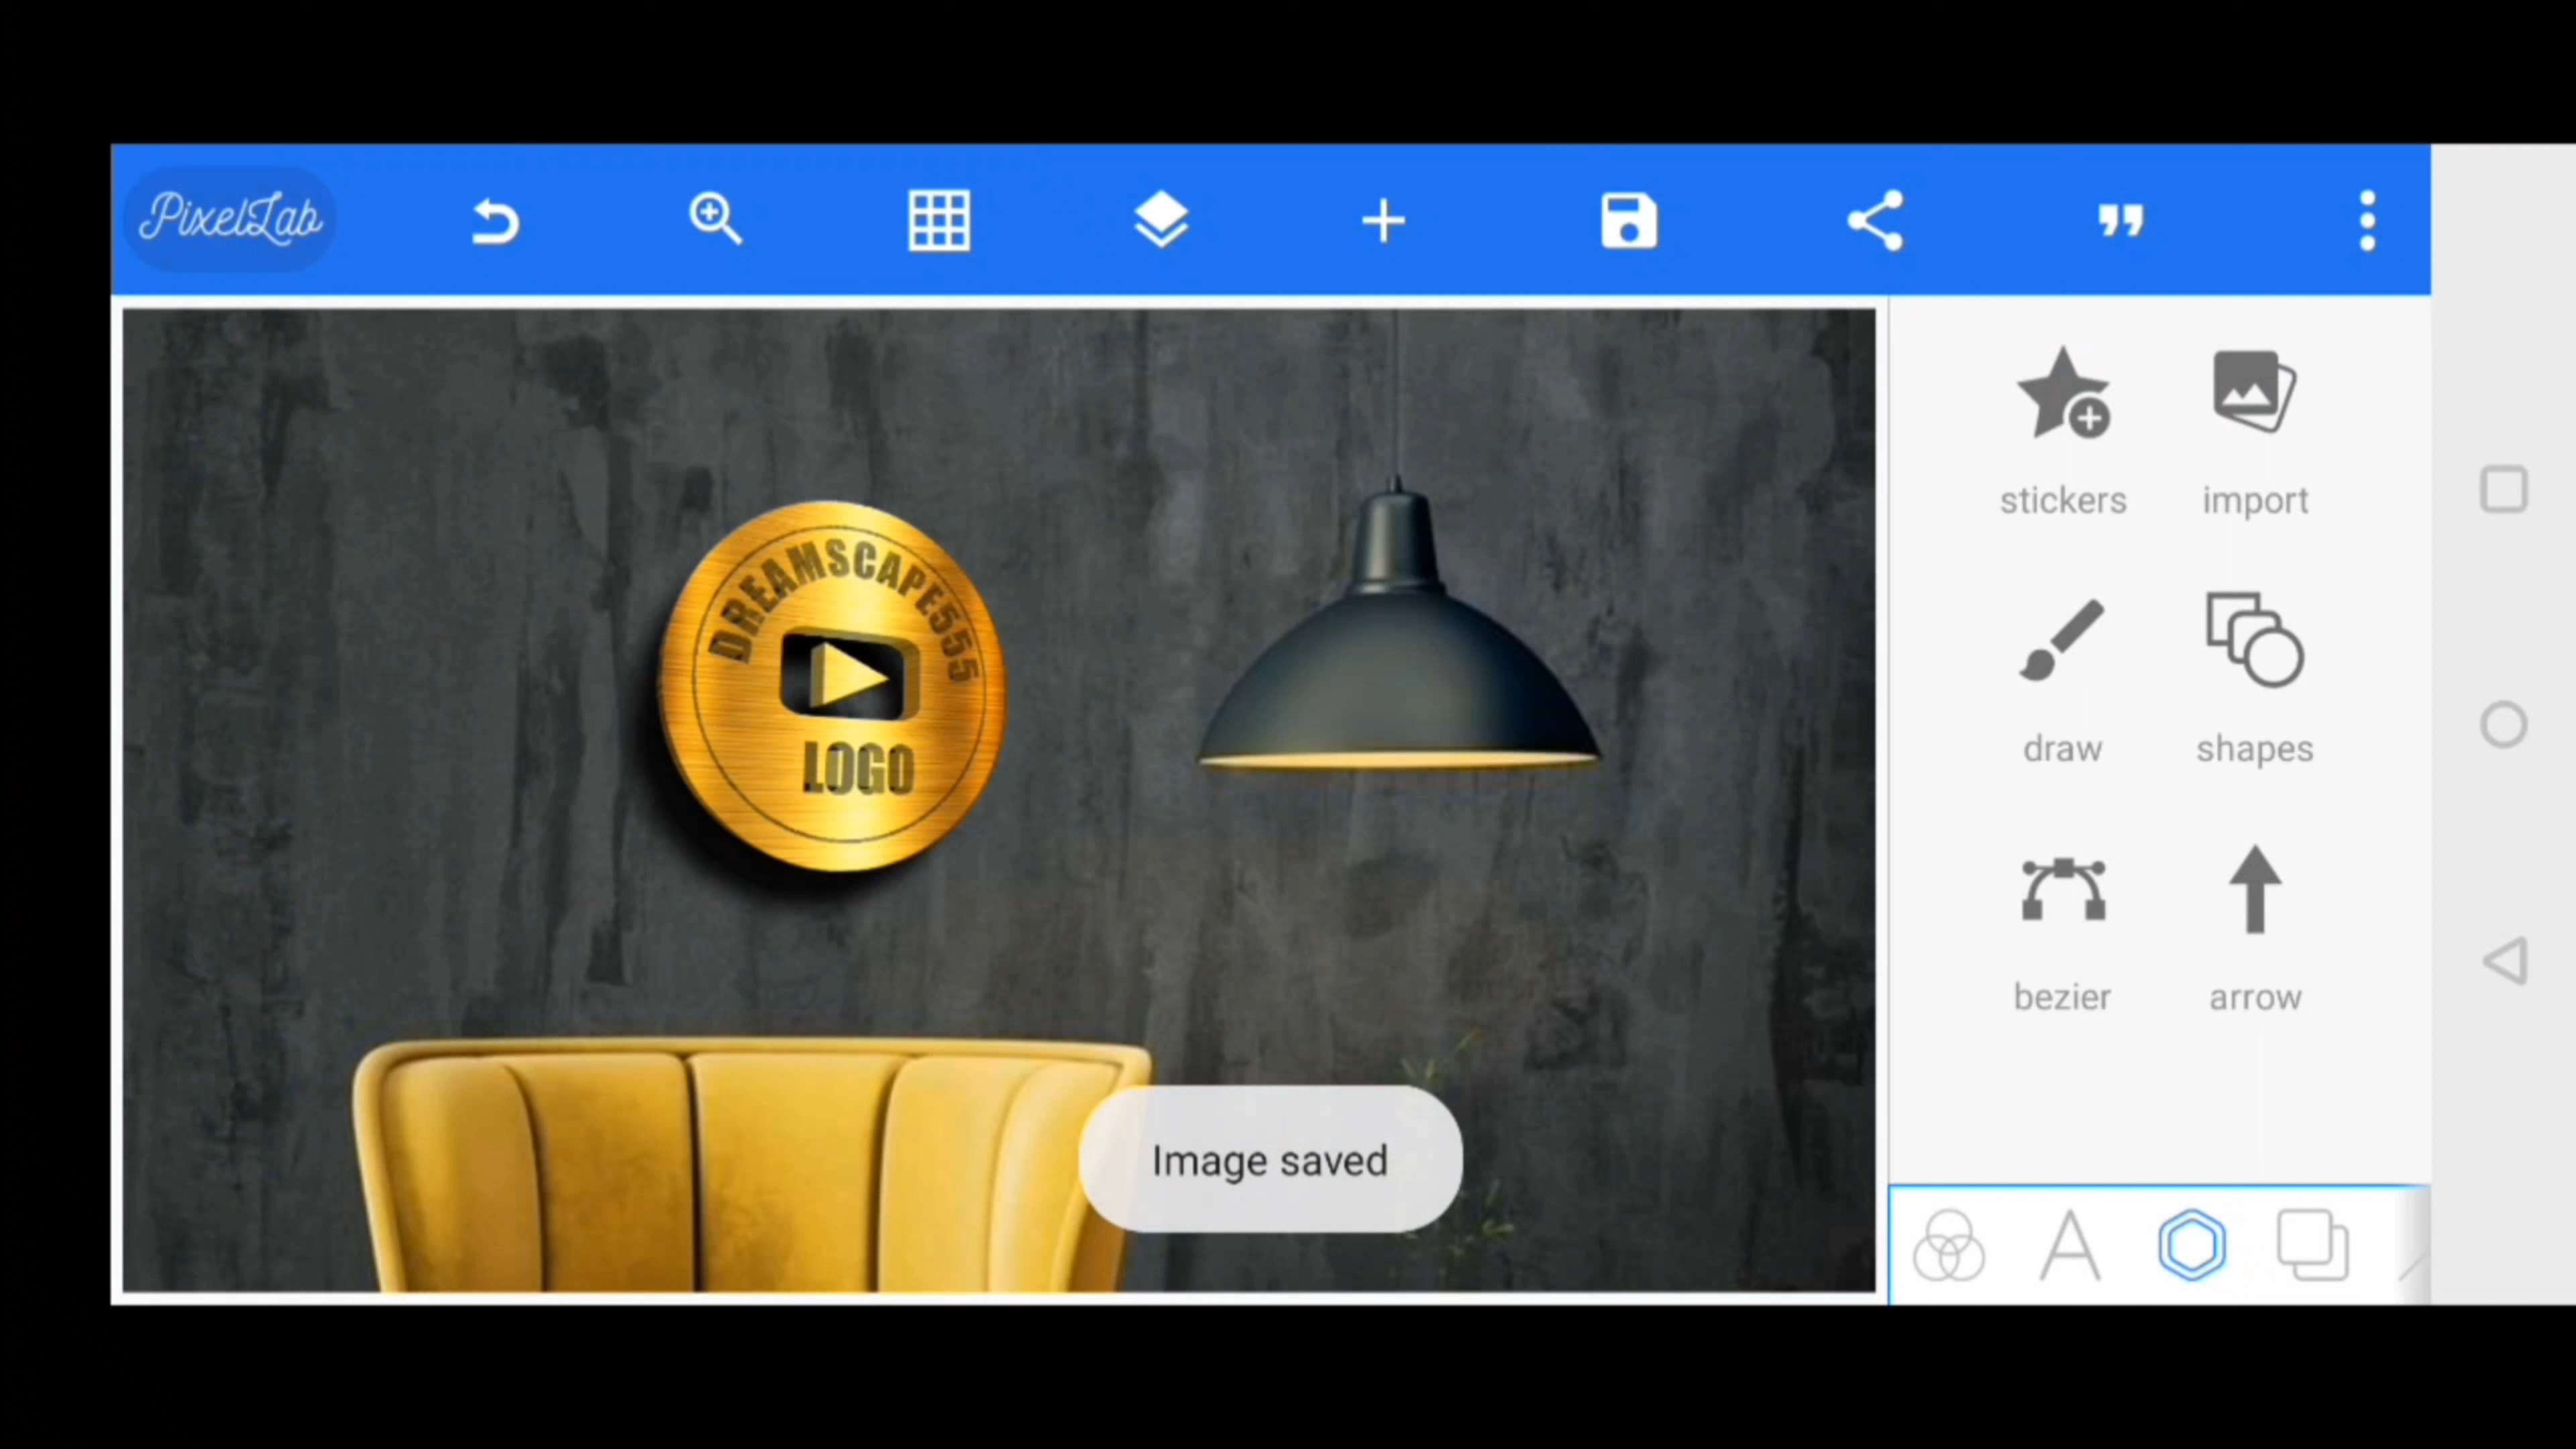 PixelLab
stickers
import
DREAMSCAPE555
LOGO
draw
shapes
bezier
arrow
Image saved